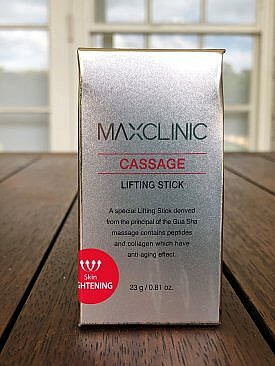 MAXCLINIC
CASSAGE
LIFTING STICK
A special Lifting Stick derived
from the principal of the Gua Sha
massage contains peptides
and collagen which have
anti-aging effect.
Skin
GHTENING
23 g / 0.81 oz.